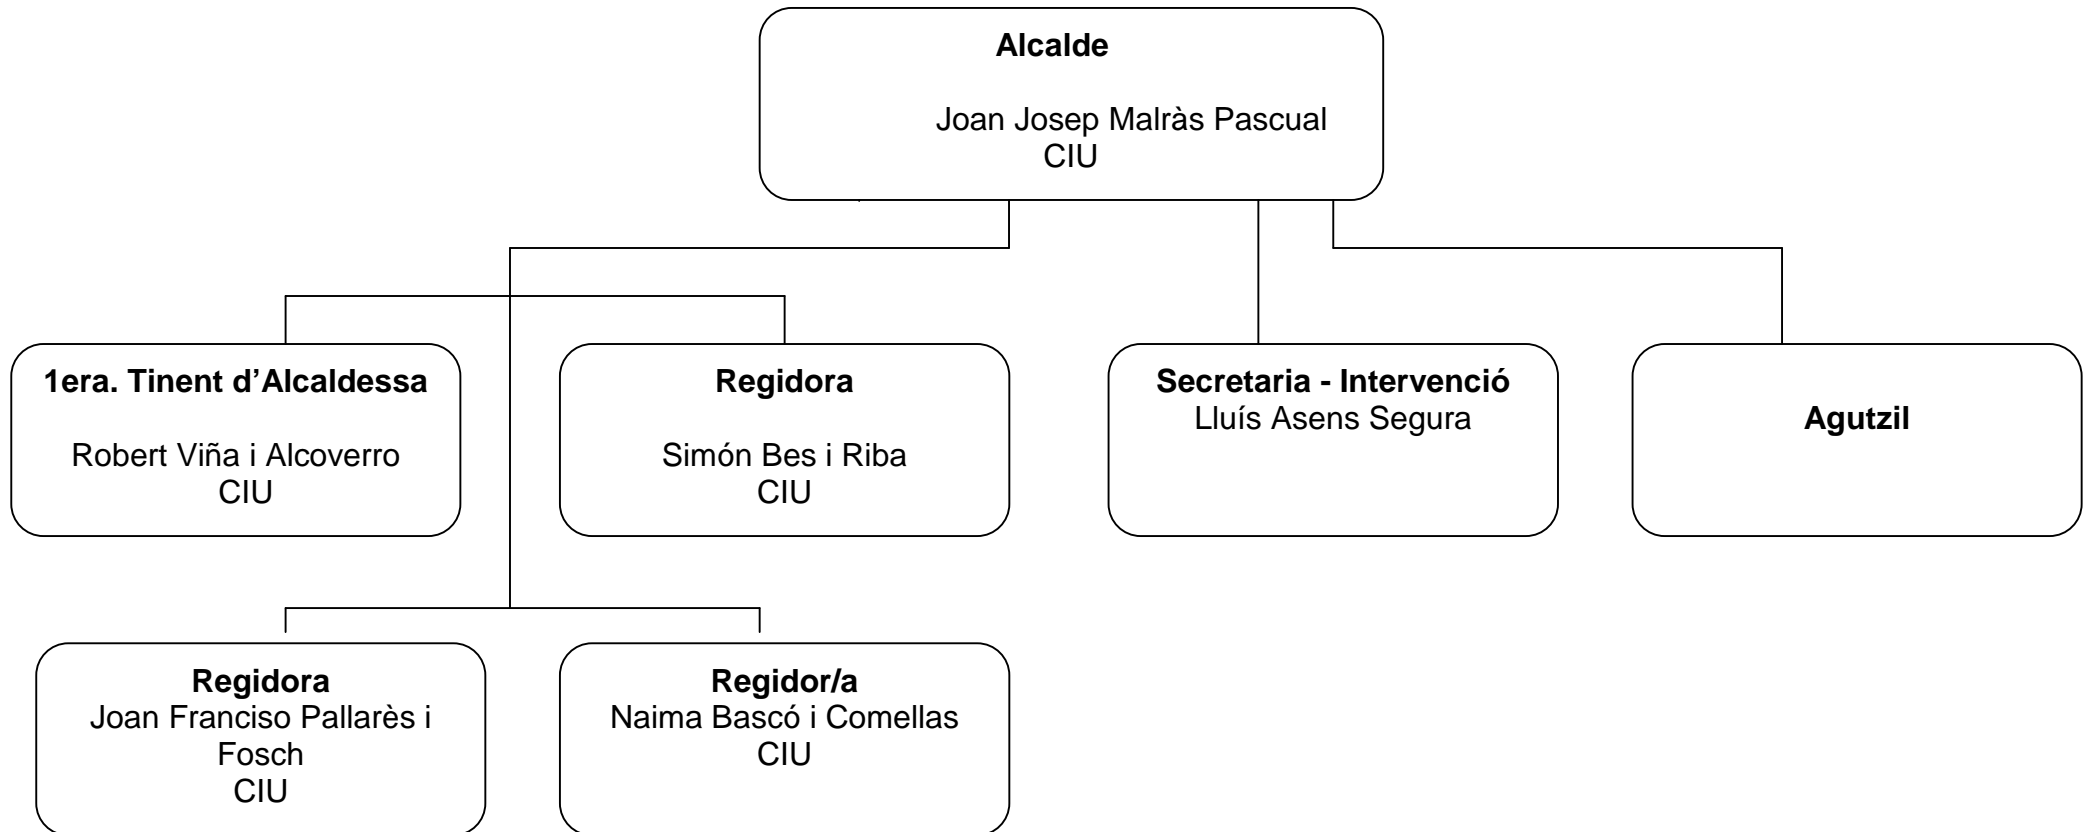 Alcalde
Joan Josep Malràs Pascual
CIU
1era. Tinent d’Alcaldessa
Robert Viña i Alcoverro
CIU
Regidora
Simón Bes i Riba
CIU
Secretaria - Intervenció
Lluís Asens Segura
Agutzil
Regidora
Joan Franciso Pallarès i
Fosch
CIU
Regidor/a
Naima Bascó i Comellas
CIU